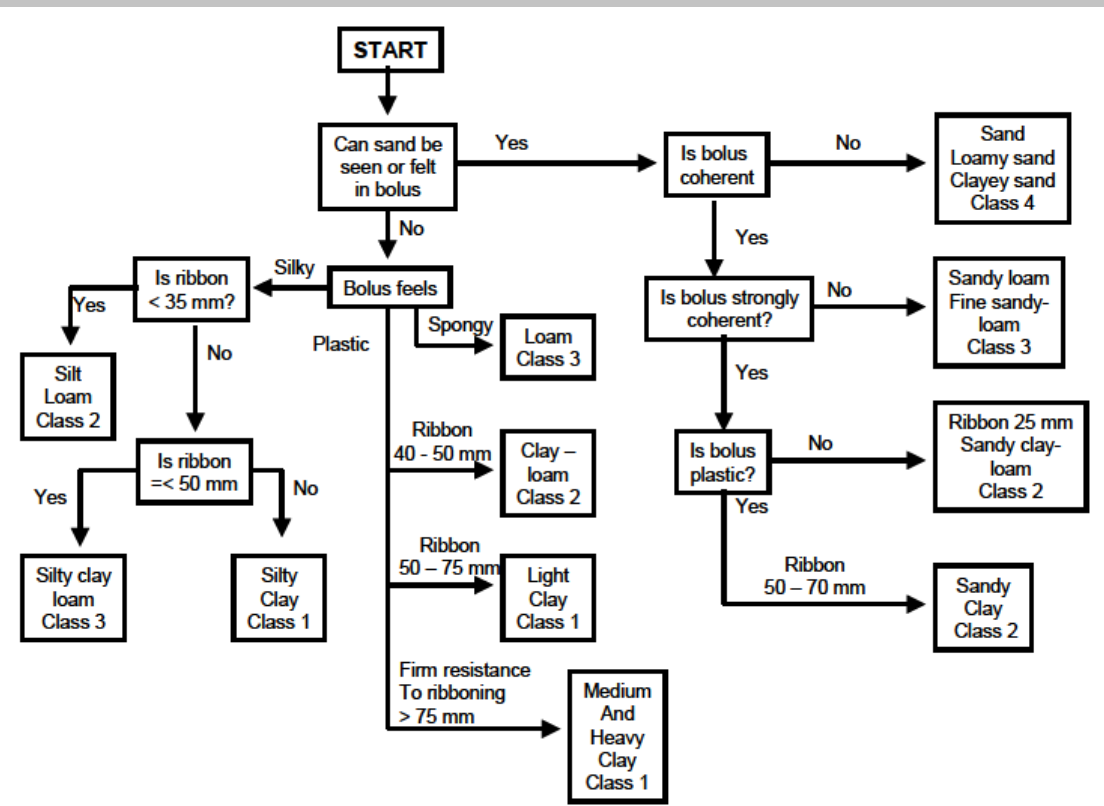 START
Can sand be
seen or felt
in bolus
Yes
Is bolus
coherent
No
Sand
Loamy sand
Clayey sand
Class 4
No
Yes
Bolus feels
Silky
Is ribbon
< 35 mm?
Yes
Silt
Loam
Class 2
No
Is ribbon
=< 50 mm
Yes
Silty clay
loam
Class 3
No
Silty
Clay
Class 1
Spongy
Loam
Class 3
Plastic
Ribbon
40 - 50 mm
Clay –
loam
Class 2
Ribbon
50 – 75 mm
Light
Clay
Class 1
Firm resistance
To ribboning
> 75 mm
Medium
And
Heavy
Clay
Class 1
Is bolus strongly
coherent?
No
Sandy loam
Fine sandy-
loam
Class 3
Yes
Is bolus
plastic?
No
Ribbon 25 mm
Sandy clay-
loam
Class 2
Yes
Ribbon
50 – 70 mm
Sandy
Clay
Class 2